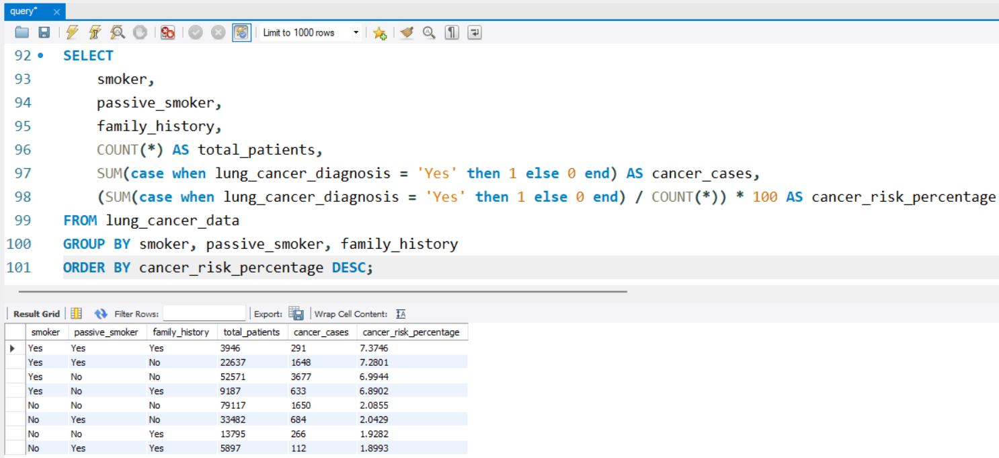 query*
Limit to 1000 rows
92 SELECT
93 smoker,
94 passive_smoker,
95 family_history,
96 COUNT(*) AS total_patients,
97 SUM(case when lung_cancer_diagnosis = 'Yes' then 1 else 0 end) AS cancer_cases,
98 (SUM(case when lung_cancer_diagnosis = 'Yes' then 1 else 0 end) / COUNT(*)) * 100 AS cancer_risk_percentage
99 FROM lung_cancer_data
100 GROUP BY smoker, passive_smoker, family_history
101 ORDER BY cancer_risk_percentage DESC;
Result Grid Filter Rows: Export: Wrap Cell Content: IA
smoker passive_smoker family_history total_patients cancer_cases cancer_risk_percentage
Yes Yes Yes 3946 291 7.3746
Yes Yes No 22637 1648 7.2801
Yes No No 52571 3677 6.9944
Yes No Yes 9187 633 6.8902
No No No 79117 1650 2.0855
No Yes No 33482 684 2.0429
No No Yes 13795 266 1.9282
No Yes Yes 5897 112 1.8993